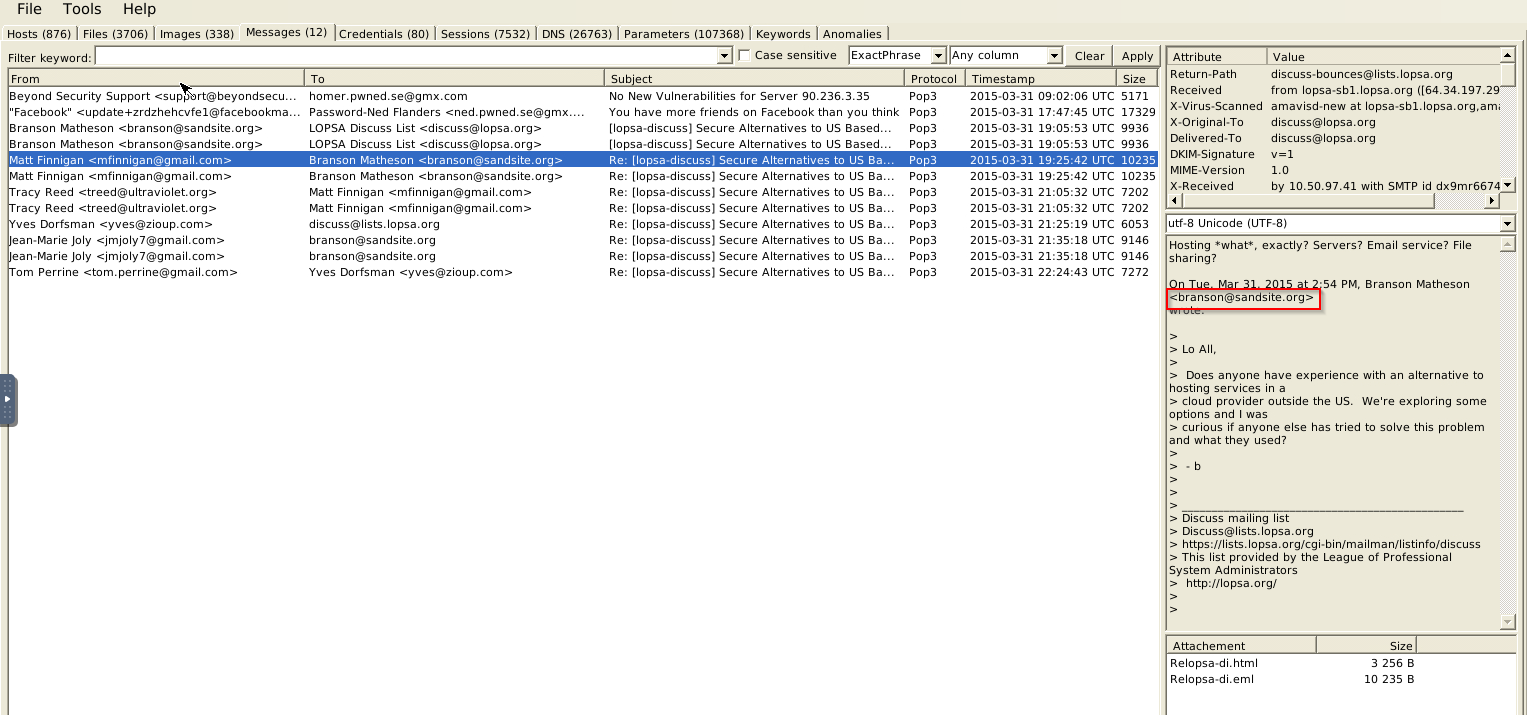 File Tools Help
Hosts (876) Files (3706) Images (338) Messages (12) Credentials (80) Sessions (7532) DNS (26763) Parameters (107368) Keywords Anomalies
Filter keyword: Case sensitive ExactPhrase Any column Clear Apply
From To Subject Protocol Timestamp Size
Beyond Security Support <support@beyondsecu... homer.pwned.se@gmx.com No New Vulnerabilities for Server 90.236.3.35 Pop3 2015-03-31 09:02:06 UTC 5171
"Facebook" <update+zrdzhehcvfe1@facebookma... Password-Ned Flanders <ned.pwned.se@gmx.... You have more friends on Facebook than you think Pop3 2015-03-31 17:47:45 UTC 17329
Branson Matheson <branson@sandsite.org> LOPSA Discuss List <discuss@lopsa.org> [lopsa-discuss] Secure Alternatives to US Based... Pop3 2015-03-31 19:05:53 UTC 9936
Branson Matheson <branson@sandsite.org> LOPSA Discuss List <discuss@lopsa.org> [lopsa-discuss] Secure Alternatives to US Based... Pop3 2015-03-31 19:05:53 UTC 9936
Matt Finnigan <mfinnigan@gmail.com> Branson Matheson <branson@sandsite.org> Re: [lopsa-discuss] Secure Alternatives to US Ba... Pop3 2015-03-31 19:25:42 UTC 10235
Matt Finnigan <mfinnigan@gmail.com> Branson Matheson <branson@sandsite.org> Re: [lopsa-discuss] Secure Alternatives to US Ba... Pop3 2015-03-31 19:25:42 UTC 10235
Tracy Reed <treed@ultraviolet.org> Matt Finnigan <mfinnigan@gmail.com> Re: [lopsa-discuss] Secure Alternatives to US Ba... Pop3 2015-03-31 21:05:32 UTC 7202
Tracy Reed <treed@ultraviolet.org> Matt Finnigan <mfinnigan@gmail.com> Re: [lopsa-discuss] Secure Alternatives to US Ba... Pop3 2015-03-31 21:05:32 UTC 7202
Yves Dorfsman <yves@zioup.com> discuss@lists.lopsa.org Re: [lopsa-discuss] Secure Alternatives to US Ba... Pop3 2015-03-31 21:25:19 UTC 6053
Jean-Marie Joly <jmjoly7@gmail.com> branson@sandsite.org Re: [lopsa-discuss] Secure Alternatives to US Ba... Pop3 2015-03-31 21:35:18 UTC 9146
Jean-Marie Joly <jmjoly7@gmail.com> branson@sandsite.org Re: [lopsa-discuss] Secure Alternatives to US Ba... Pop3 2015-03-31 21:35:18 UTC 9146
Tom Perrine <tom.perrine@gmail.com> Yves Dorfsman <yves@zioup.com> Re: [lopsa-discuss] Secure Alternatives to US Ba... Pop3 2015-03-31 22:24:43 UTC 7272
Attribute Value
Return-Path discuss-bounces@lists.lopsa.org
Received from lopsa-sb1.lopsa.org ([64.34.197.29
X-Virus-Scanned amavisd-new at lopsa-sb1.lopsa.org,ama
X-Original-To discuss@lopsa.org
Delivered-To discuss@lopsa.org
DKIM-Signature v=1
MIME-Version 1.0
X-Received by 10.50.97.41 with SMTP id dx9mr6674
utf-8 Unicode (UTF-8)
Hosting *what*, exactly? Servers? Email service? File
sharing?
On Tue, Mar 31, 2015 at 2:54 PM, Branson Matheson
<branson@sandsite.org>
wrote:
>
> Lo All,
>
> Does anyone have experience with an alternative to
hosting services in a
> cloud provider outside the US. We're exploring some
options and I was
> curious if anyone else has tried to solve this problem
and what they used?
>
> - b
>
>
> _______________________________________________
> Discuss mailing list
> Discuss@lists.lopsa.org
> https://lists.lopsa.org/cgi-bin/mailman/listinfo/discuss
> This list provided by the League of Professional
System Administrators
> http://lopsa.org/
>
>
Attachement Size
Relopsa-di.html 3 256 B
Relopsa-di.eml 10 235 B